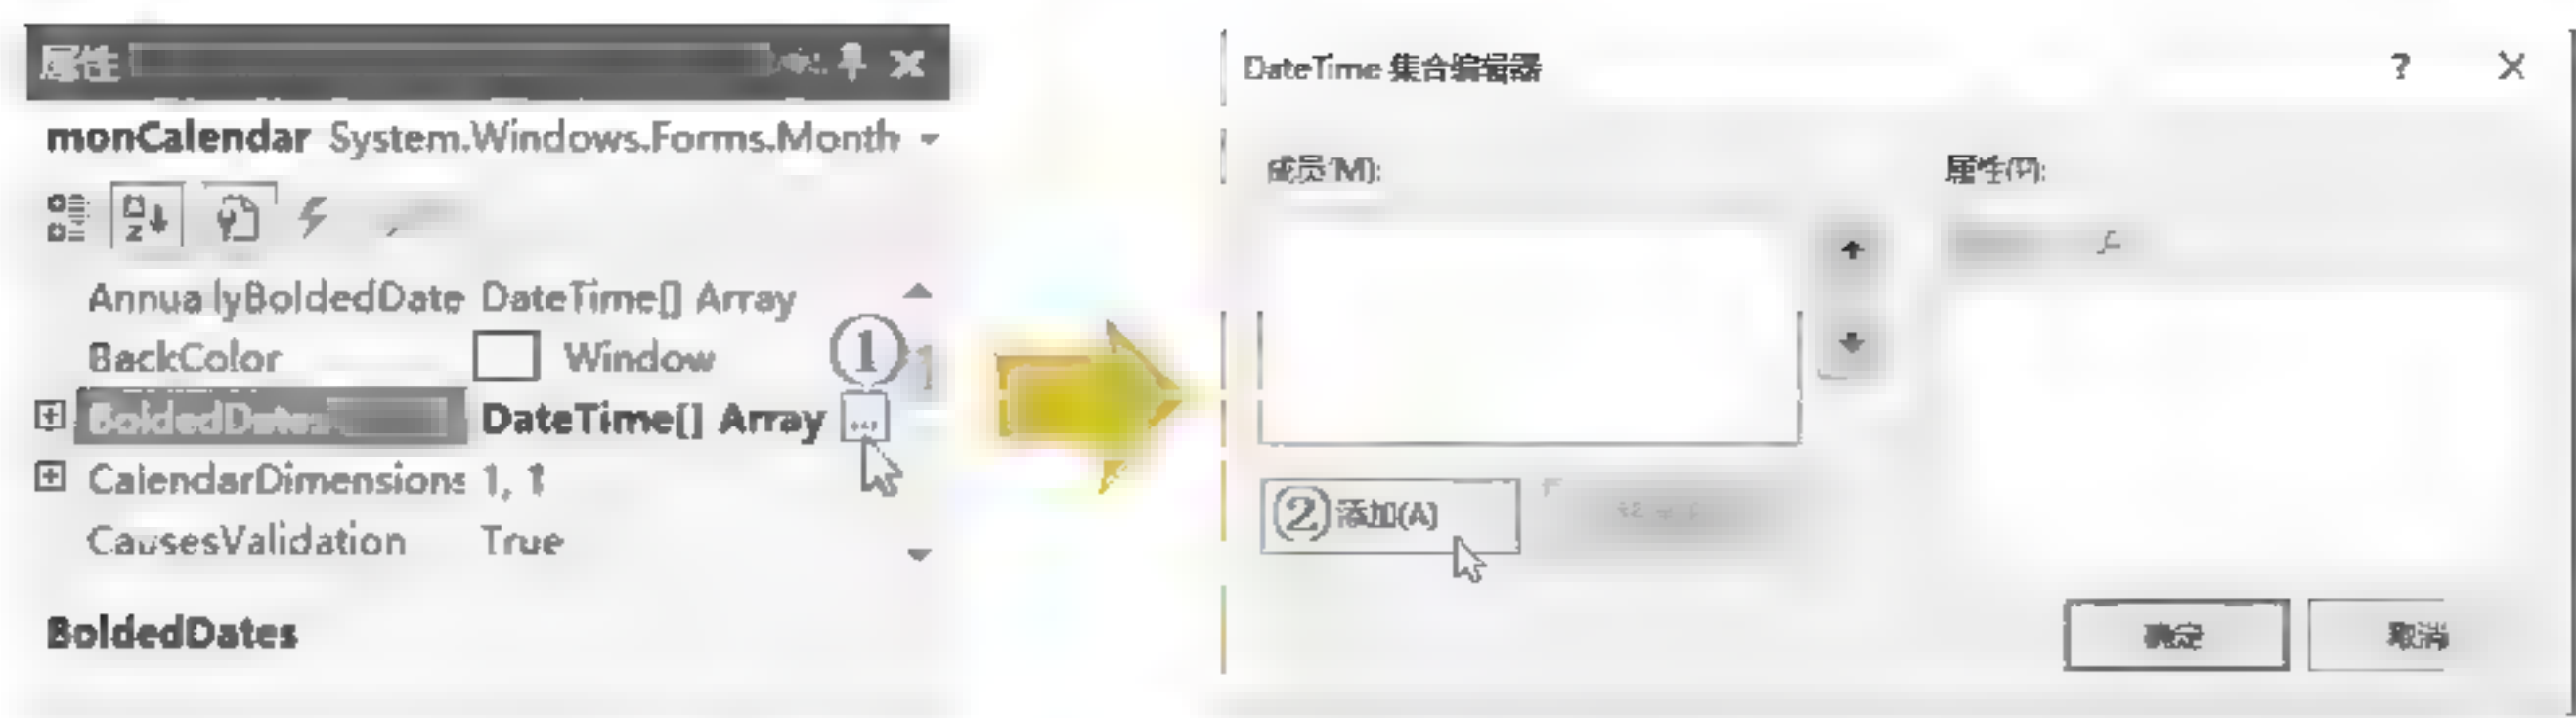 属性
monCalendar System.Windows.Forms.Month
AnnuallyBoldedDate DateTime[] Array
BackColor Window
①
BoldedDates DateTime[] Array ...
CalendarDimensions 1, 1
CausesValidation True
BoldedDates
DateTime 集合编辑器 ? ×
成员(M):
属性(P):
② 添加(A)
确定 取消